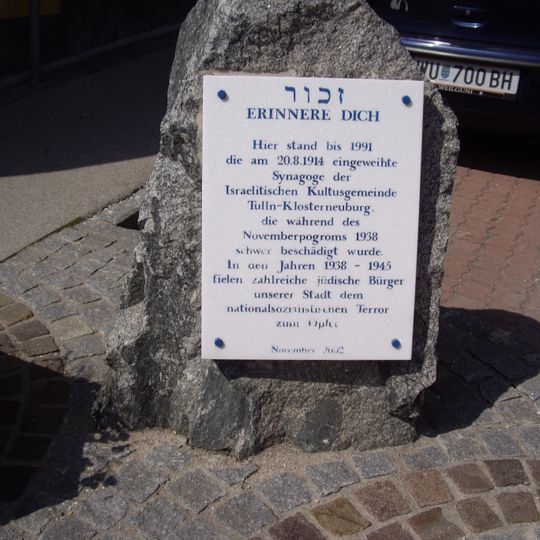 זכור
ERINNERE DICH
Hier stand bis 1991
die am 20.8.1914 eingeweihte
Synagoge der
Israelitischen Kultusgemeinde
Tulln-Klosterneuburg,
die während des
Novemberpogroms 1938
schwer beschädigt wurde.
In den Jahren 1938 - 1945
fielen zahlreiche jüdische Bürger
unserer Stadt dem
nationalsozialistischen Terror
zum Opfer
November 2002
WU 700 BH